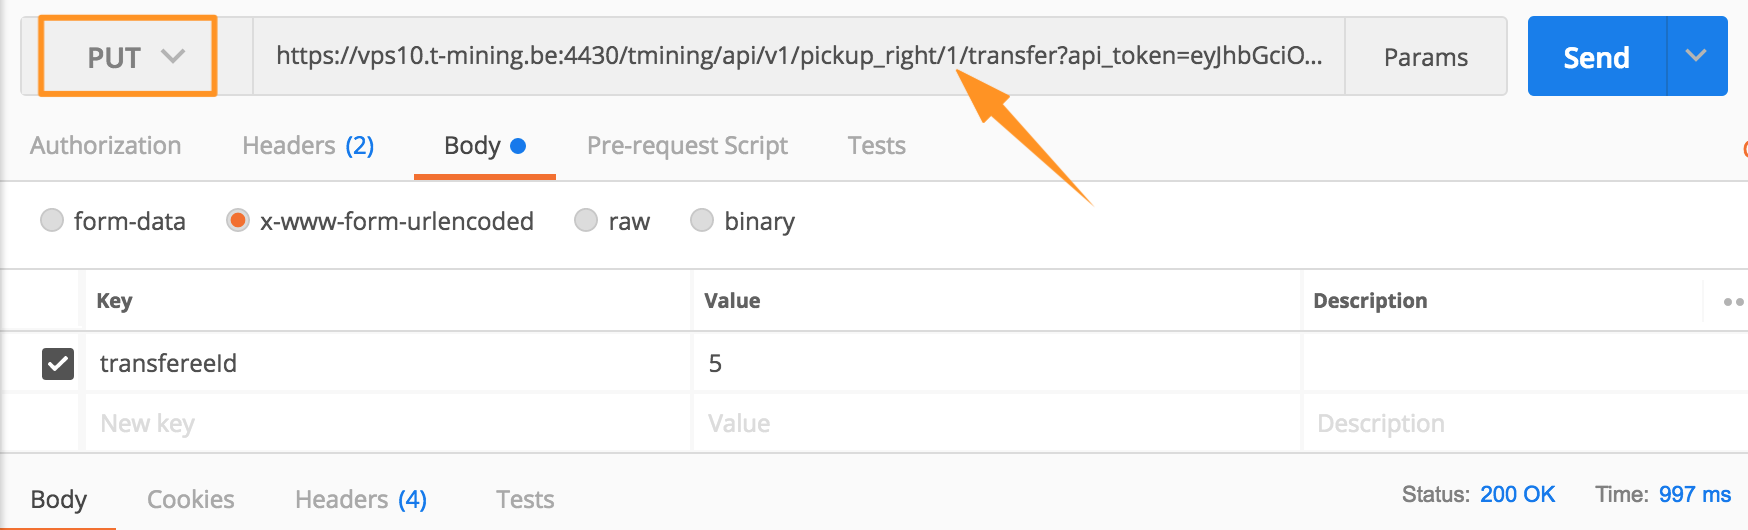 PUT https://vps10.t-mining.be:4430/tmining/api/v1/pickup_right/1/transfer?api_token=eyJhbGciO... Params Send
Authorization Headers (2) Body Pre-request Script Tests
form-data x-www-form-urlencoded raw binary
Key Value Description
transfereeId 5
New key Value Description
Body Cookies Headers (4) Tests Status: 200 OK Time: 997 ms